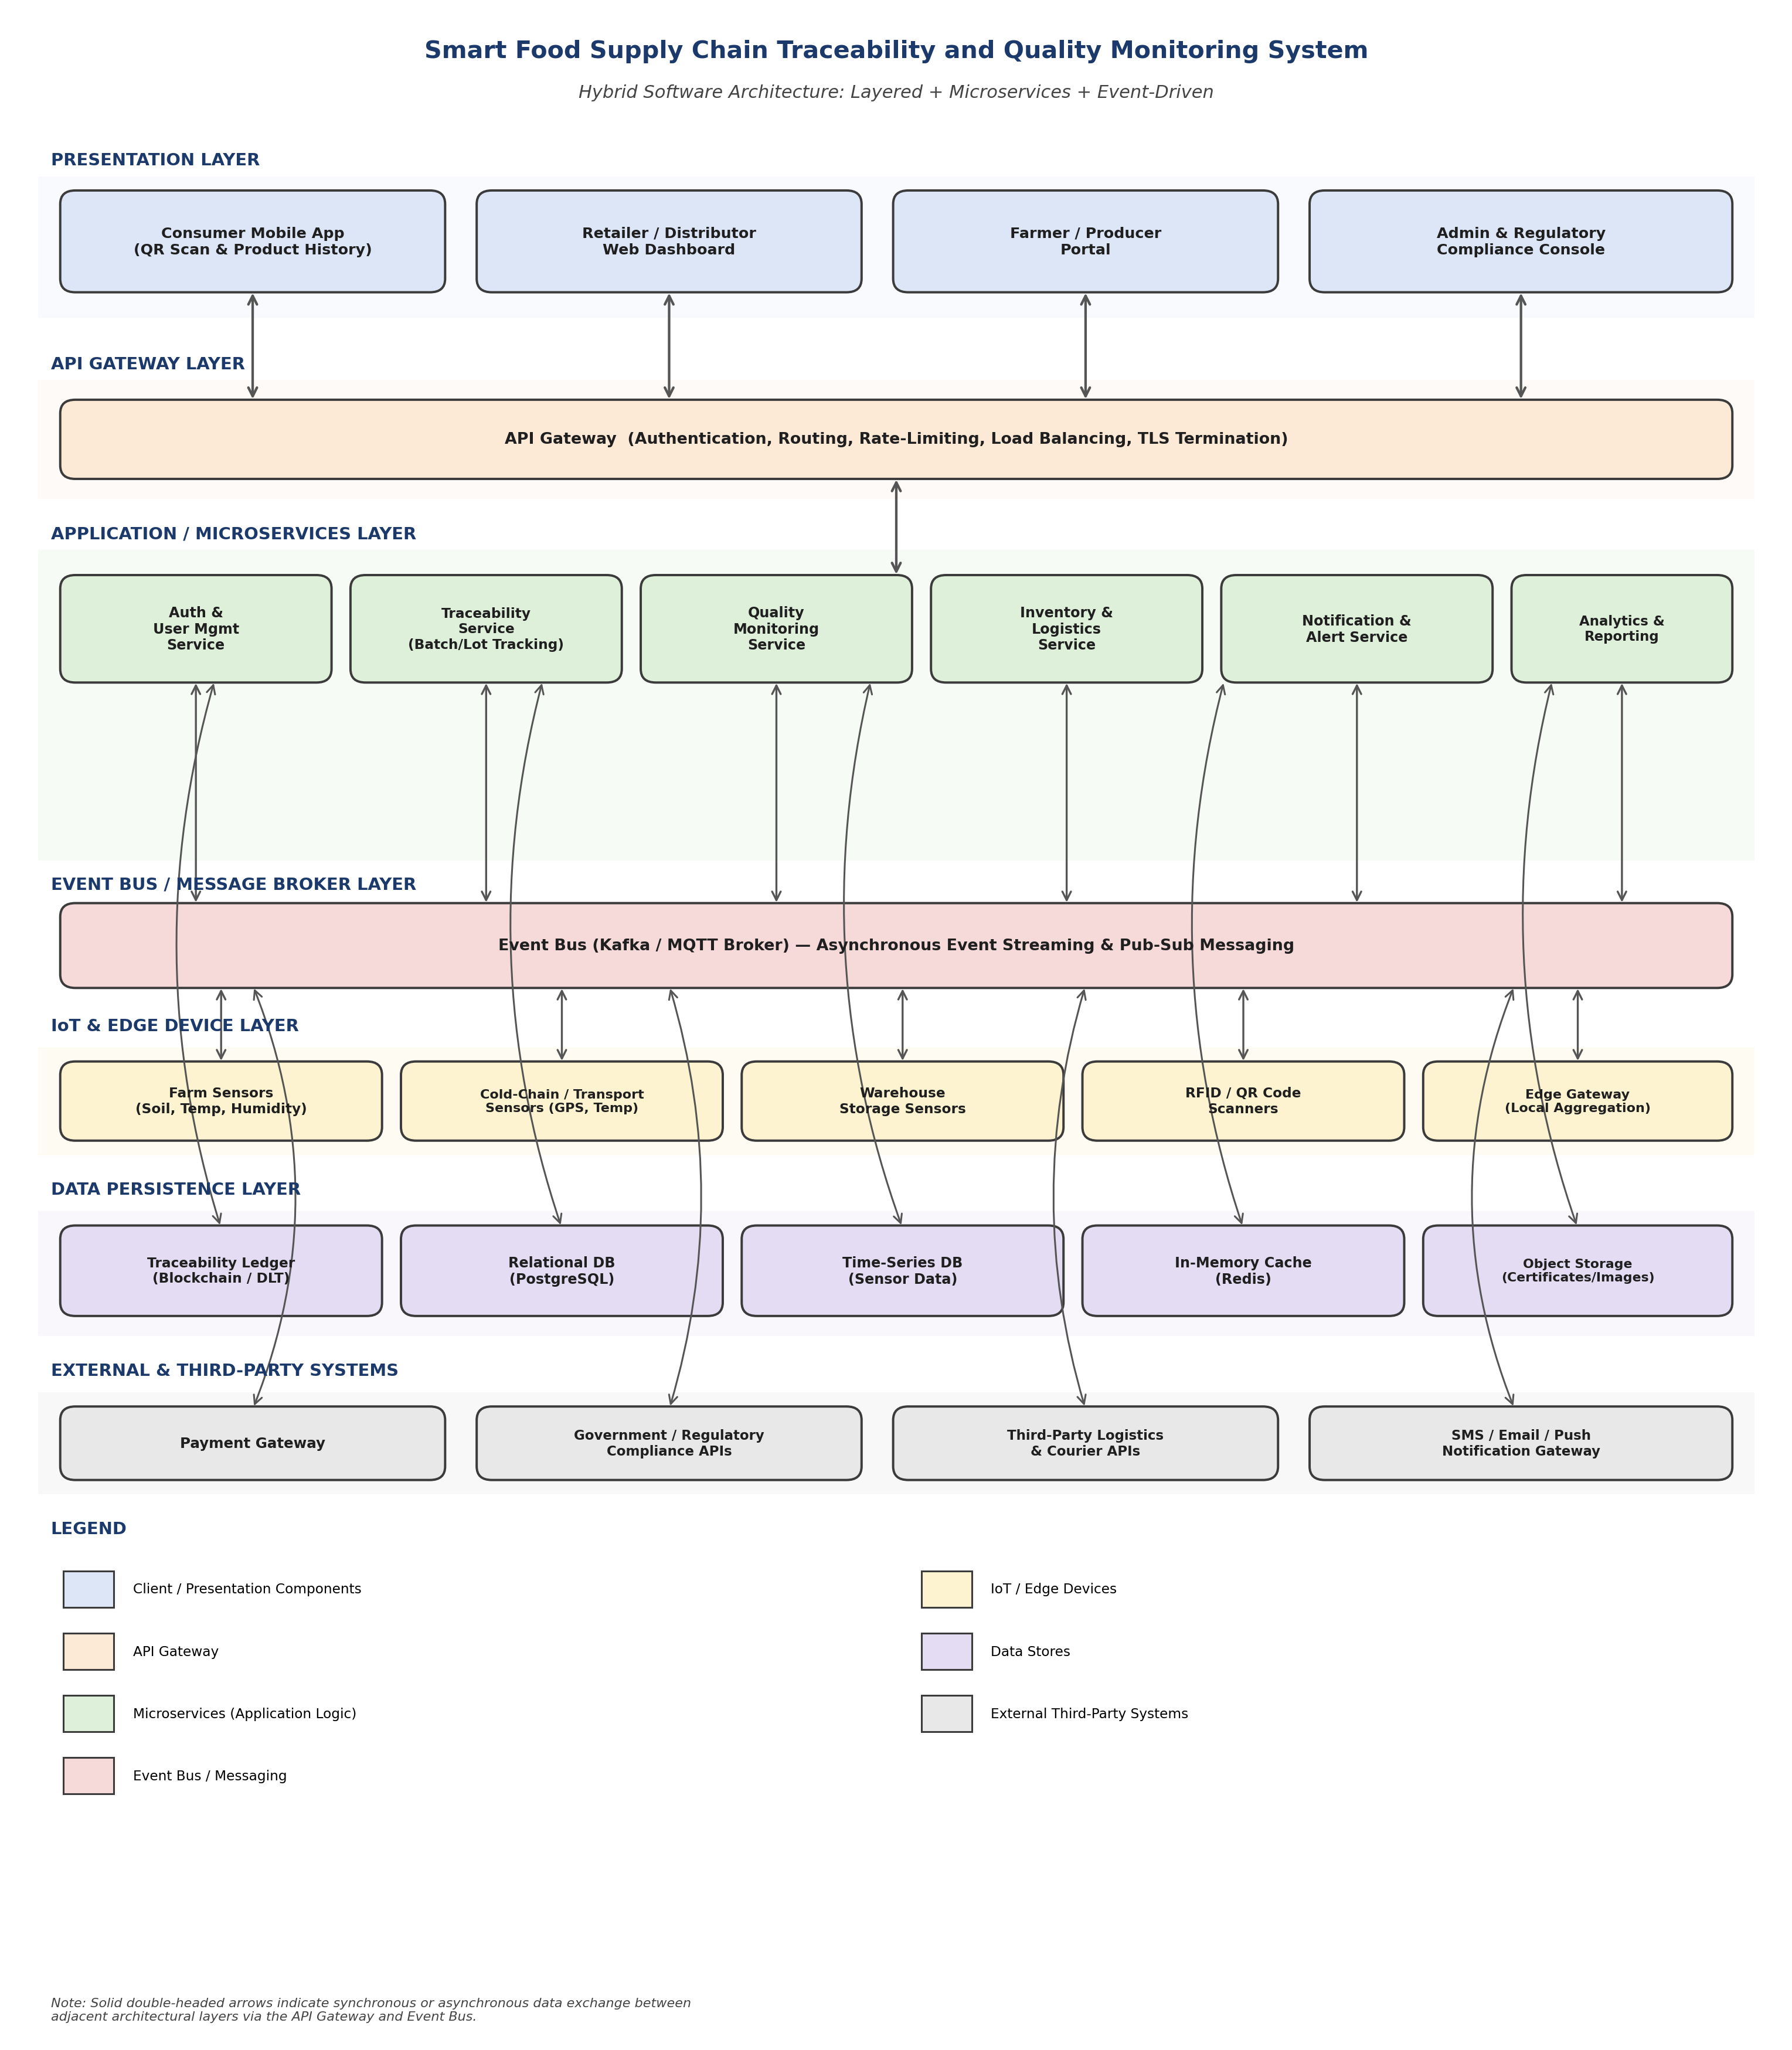 Smart Food Supply Chain Traceability and Quality Monitoring System
Hybrid Software Architecture: Layered + Microservices + Event-Driven
PRESENTATION LAYER
Consumer Mobile App
(QR Scan & Product History)
Retailer / Distributor
Web Dashboard
Farmer / Producer
Portal
Admin & Regulatory
Compliance Console
API GATEWAY LAYER
API Gateway  (Authentication, Routing, Rate-Limiting, Load Balancing, TLS Termination)
APPLICATION / MICROSERVICES LAYER
Auth &
User Mgmt
Service
Traceability
Service
(Batch/Lot Tracking)
Quality
Monitoring
Service
Inventory &
Logistics
Service
Notification &
Alert Service
Analytics &
Reporting
EVENT BUS / MESSAGE BROKER LAYER
Event Bus (Kafka / MQTT Broker) — Asynchronous Event Streaming & Pub-Sub Messaging
IoT & EDGE DEVICE LAYER
Farm Sensors
(Soil, Temp, Humidity)
Cold-Chain / Transport
Sensors (GPS, Temp)
Warehouse
Storage Sensors
RFID / QR Code
Scanners
Edge Gateway
(Local Aggregation)
DATA PERSISTENCE LAYER
Traceability Ledger
(Blockchain / DLT)
Relational DB
(PostgreSQL)
Time-Series DB
(Sensor Data)
In-Memory Cache
(Redis)
Object Storage
(Certificates/Images)
EXTERNAL & THIRD-PARTY SYSTEMS
Payment Gateway
Government / Regulatory
Compliance APIs
Third-Party Logistics
& Courier APIs
SMS / Email / Push
Notification Gateway
LEGEND
Client / Presentation Components
API Gateway
Microservices (Application Logic)
Event Bus / Messaging
IoT / Edge Devices
Data Stores
External Third-Party Systems
Note: Solid double-headed arrows indicate synchronous or asynchronous data exchange between
adjacent architectural layers via the API Gateway and Event Bus.